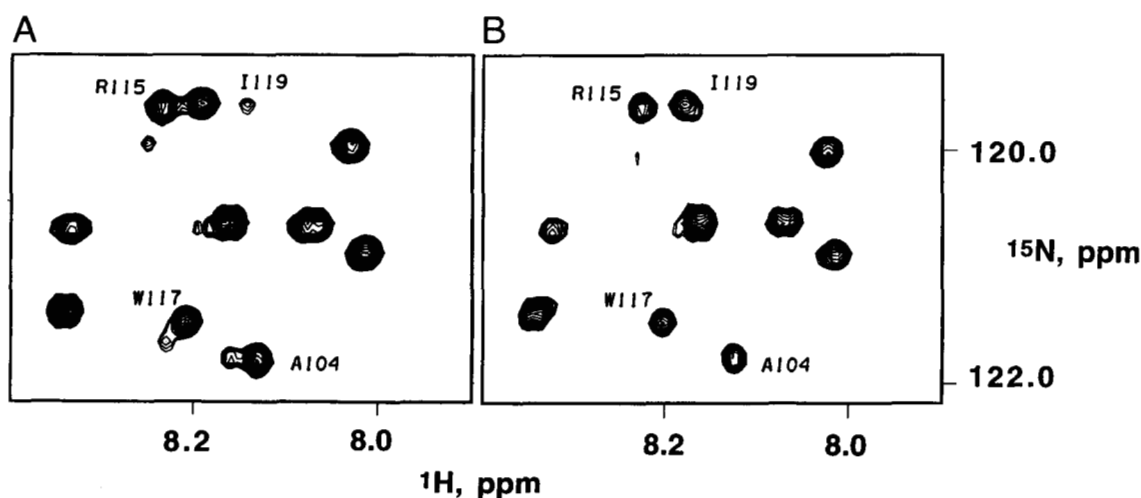 A
B
R115
I119
R115
I119
120.0
15N, ppm
W117
W117
A104
A104
122.0
8.2
8.0
8.2
8.0
1H, ppm